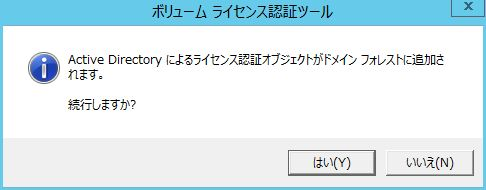 ボリューム ライセンス認証ツール
x
Active Directory によるライセンス認証オブジェクトがドメイン フォレストに追加さ
れます。
続行しますか?
はい(Y)
いいえ(N)